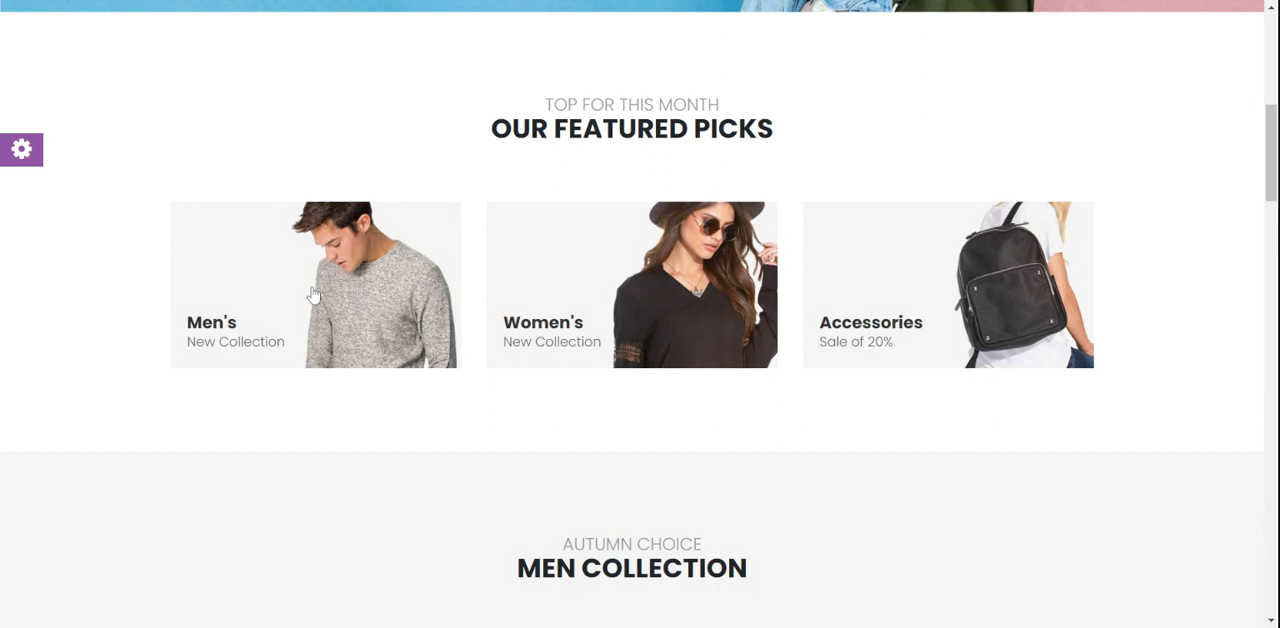 TOP FOR THIS MONTH
OUR FEATURED PICKS
Men's
New Collection
Women's
New Collection
Accessories
Sale of 20%
AUTUMN CHOICE
MEN COLLECTION